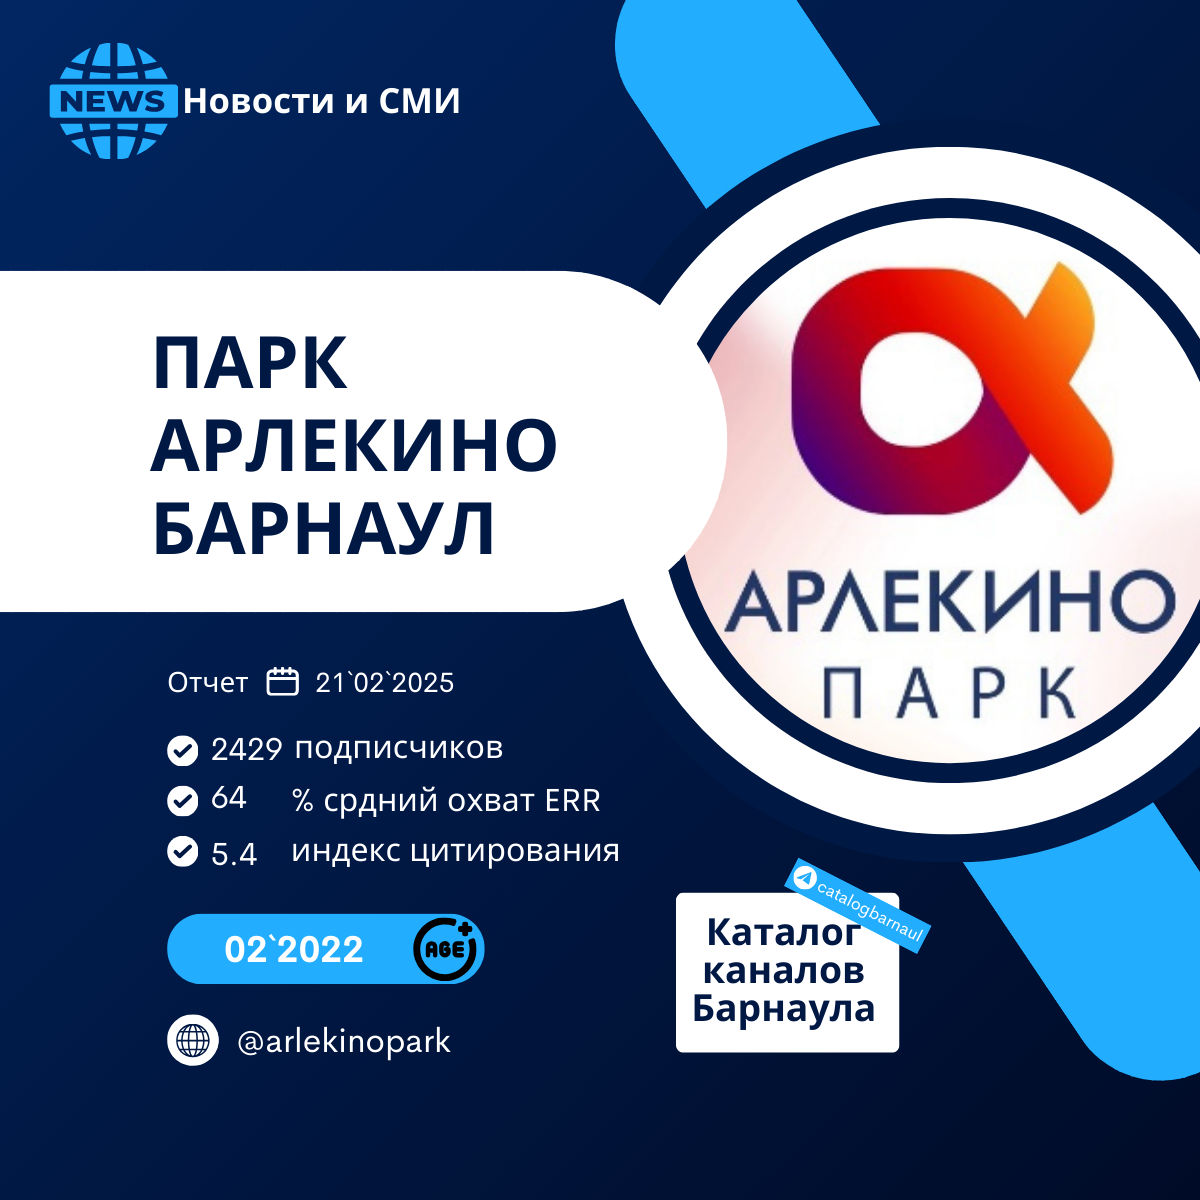 NEWS Новости и СМИ
ПАРК
АРЛЕКИНО
БАРНАУЛ
АРЛЕКИНО
ПАРК
Отчет 21`02`2025
2429 подписчиков
64 % срдний охват ERR
5.4 индекс цитирования
02`2022 AGE+
@arlekinopark
catalogbarnaul
Каталог
каналов
Барнаула